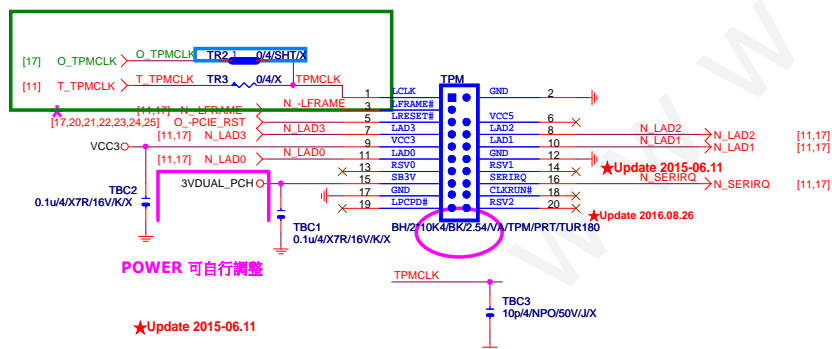 TR2 1 0/4/SHT/X
[17] O_TPMCLK O_TPMCLK
[11] T_TPMCLK T_TPMCLK TR3 0/4/X TPMCLK
TPM
1 LCLK GND 2
[11,17] N_-LFRAME N_-LFRAME 3 LFRAME#
[17,20,21,22,23,24,25] O_-PCIE_RST 5 LRESET# VCC5 6
[11,17] N_LAD3 N_LAD3 7 LAD3 LAD2 8 N_LAD2 N_LAD2 [11,17]
VCC3 9 VCC3 LAD1 10 N_LAD1 N_LAD1 [11,17]
[11,17] N_LAD0 N_LAD0 11 LAD0 GND 12
13 RSV0 RSV1 14 ★Update 2015-06.11
3VDUAL_PCH 15 SB3V SERIRQ 16 N_SERIRQ N_SERIRQ [11,17]
17 GND CLKRUN# 18
19 LPCPD# RSV2 20 ★Update 2016.08.26
TBC2
0.1u/4/X7R/16V/K/X
BH/2*10K4/BK/2.54/VA/TPM/PRT/TUR180
TBC1
0.1u/4/X7R/16V/K/X
POWER 可自行調整
TPMCLK
TBC3
10p/4/NPO/50V/J/X
★Update 2015-06.11
w w w